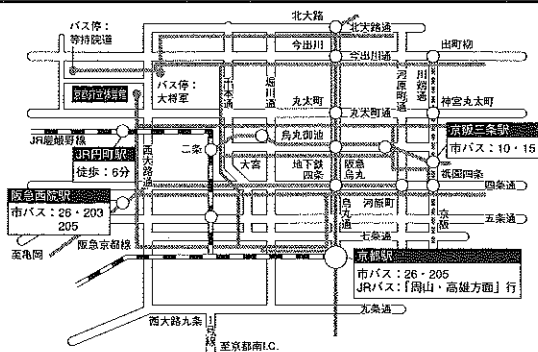 北大路
北大路通
バス停：
等持院道
今出川
今出川通
出町柳
バス停：
大将軍
千本通
堀川通
河原町通
川端通
丸太町
丸太町通
神宮丸太町
JR嵯峨野線
JR円町駅
徒歩：6分
西大路通
二条
烏丸御池
京阪三条駅
市バス：10・15
大宮
地下鉄
四条
阪急
烏丸
祇園四条
四条通
阪急西院駅
市バス：26・203
205
烏丸通
河原町
京阪
五条通
七条通
至亀岡
阪急京都線
京都駅
市バス：26・205
JRバス：「周山・高雄方面」行
九条通
西大路九条
1号線
至京都南I.C.